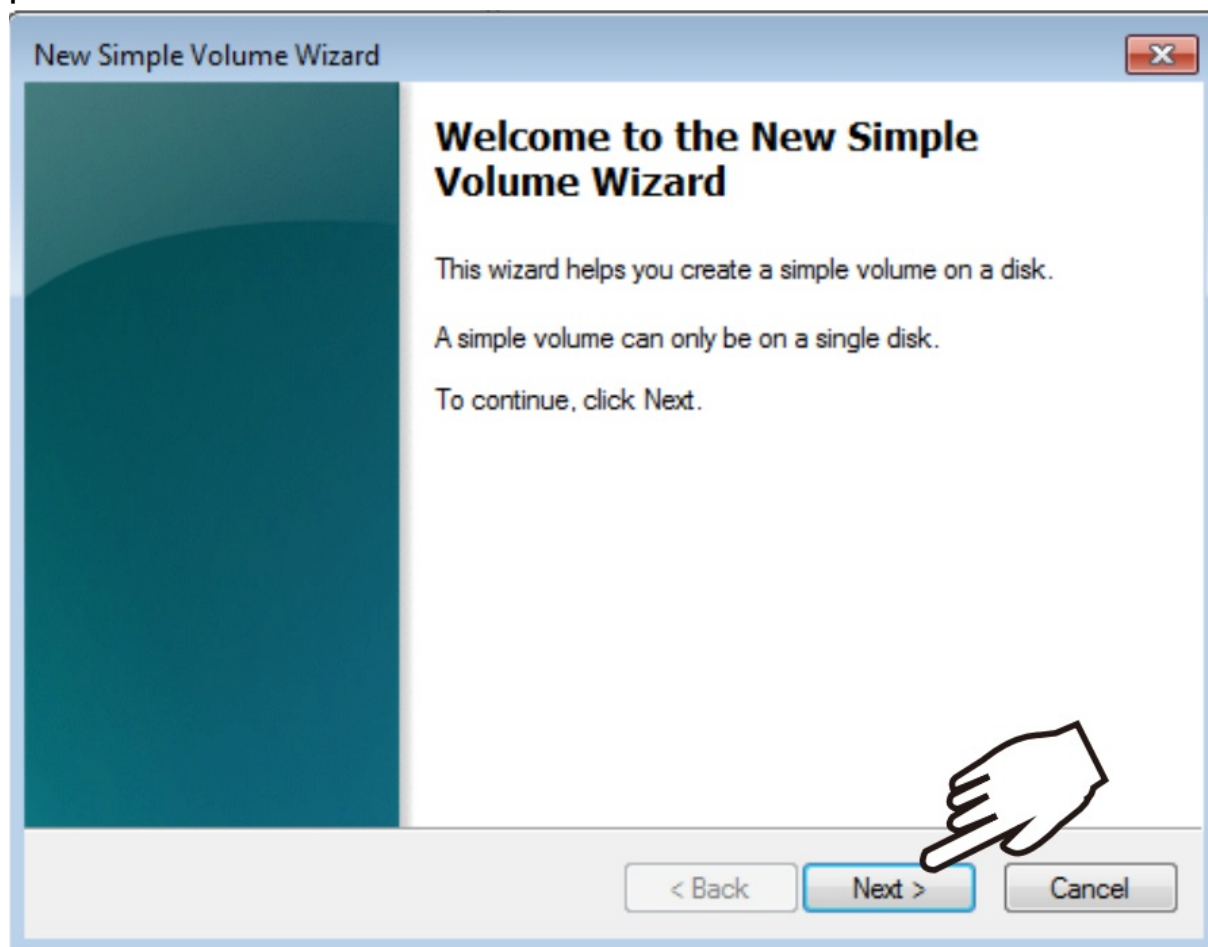 New Simple Volume Wizard
Welcome to the New Simple
Volume Wizard
This wizard helps you create a simple volume on a disk.
A simple volume can only be on a single disk.
To continue, click Next.
< Back
Next >
Cancel